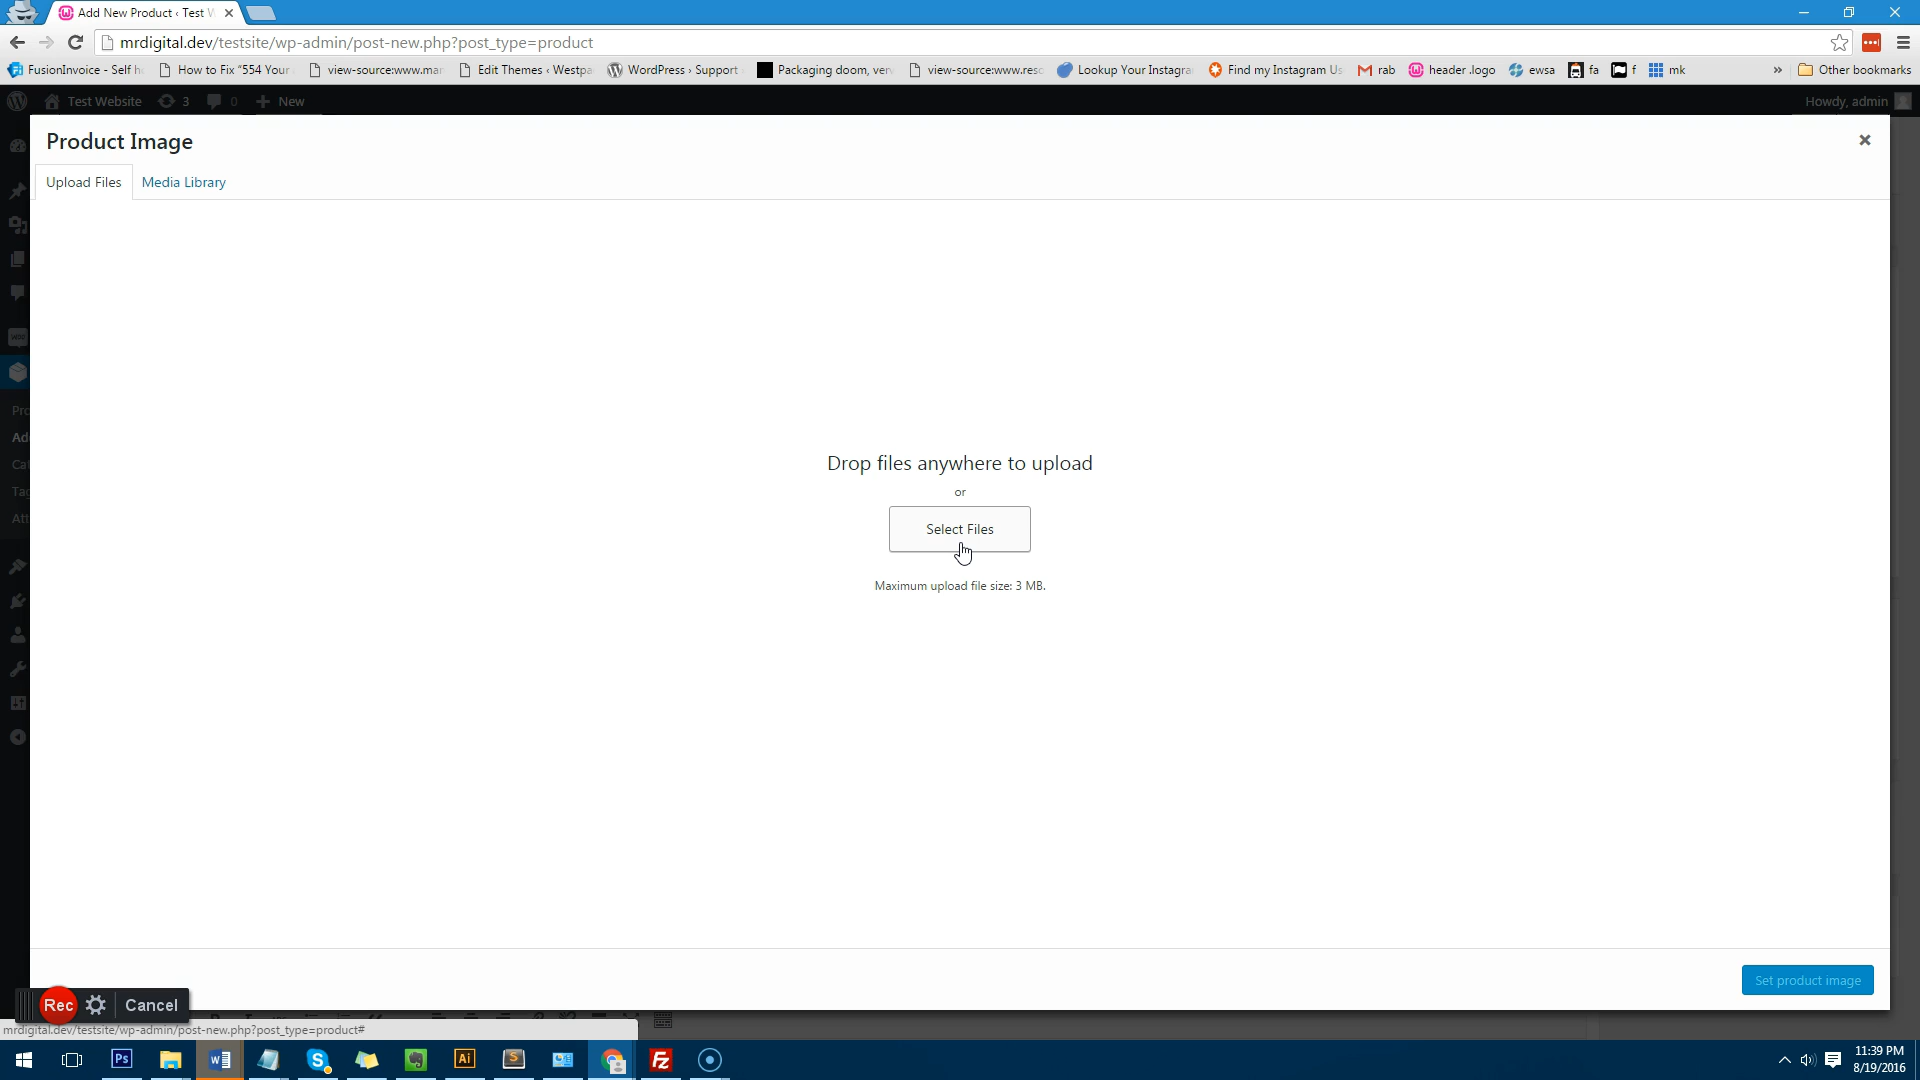 Add New Product ‹ Test W
mrdigital.dev/testsite/wp-admin/post-new.php?post_type=product
FusionInvoice - Self h How to Fix "554 Your view-source:www.mar Edit Themes ‹ Westpa WordPress › Support Packaging doom, ver view-source:www.resc Lookup Your Instagra Find my Instagram Us rab header .logo ewsa fa f mk » Other bookmarks
Test Website 3 0 + New Howdy, admin
Product Image
Upload Files Media Library
Pro
Add
Cat
Tag
Att
Drop files anywhere to upload
or
Select Files
Maximum upload file size: 3 MB.
Set product image
Rec Cancel
mrdigital.dev/testsite/wp-admin/post-new.php?post_type=product#
11:39 PM
8/19/2016